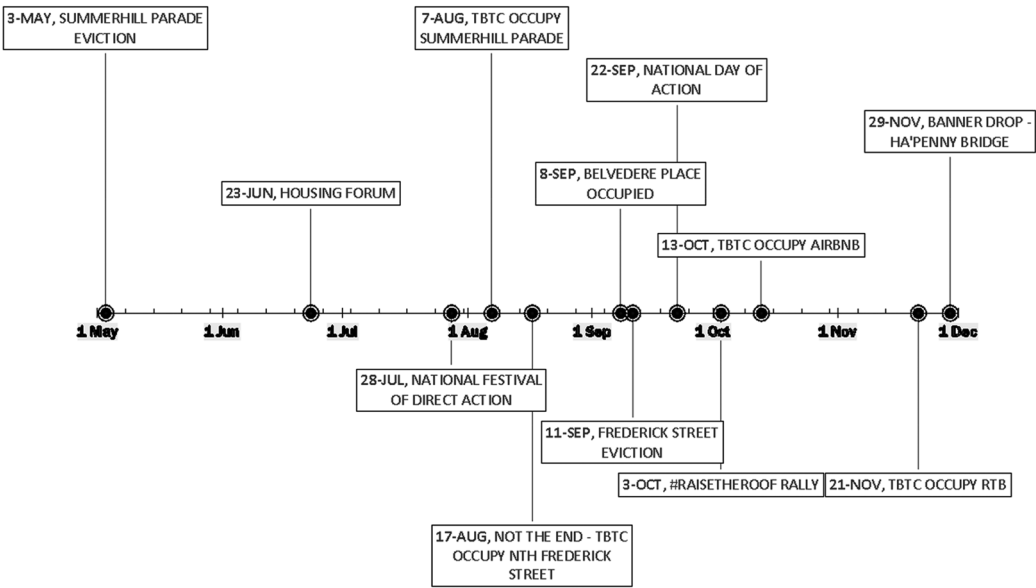 3-MAY, SUMMERHILL PARADE
EVICTION
7-AUG, TBTC OCCUPY
SUMMERHILL PARADE
22-SEP, NATIONAL DAY OF
ACTION
29-NOV, BANNER DROP -
HA'PENNY BRIDGE
23-JUN, HOUSING FORUM
8-SEP, BELVEDERE PLACE
OCCUPIED
13-OCT, TBTC OCCUPY AIRBNB
1 May
1 Jun
1 Jul
1 Aug
1 Sep
1 Oct
1 Nov
1 Dec
28-JUL, NATIONAL FESTIVAL
OF DIRECT ACTION
11-SEP, FREDERICK STREET
EVICTION
3-OCT, #RAISETHEROOF RALLY
21-NOV, TBTC OCCUPY RTB
17-AUG, NOT THE END - TBTC
OCCUPY NTH FREDERICK
STREET